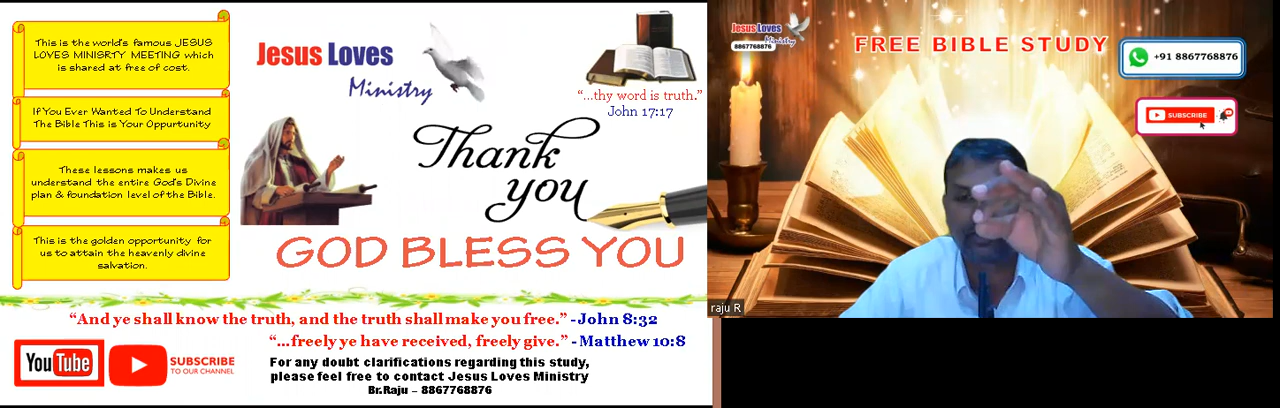 This is the world's famous JESUS
LOVES MINISRTY MEETING which
is shared at free of cost.
If You Ever Wanted To Understand
The Bible This is Your Oppurtunity
These lessons makes us
understand the entire God's Divine
plan & foundation level of the Bible.
This is the golden opportunity for
us to attain the heavenly divine
salvation.
Jesus Loves
Ministry
“...thy word is truth.”
John 17:17
Thank
you
GOD BLESS YOU
“And ye shall know the truth, and the truth shall make you free.” - John 8:32
“...freely ye have received, freely give.” - Matthew 10:8
YouTube
SUBSCRIBE
TO OUR CHANNEL
For any doubt clarifications regarding this study,
please feel free to contact Jesus Loves Ministry
Br.Raju – 8867768876
Jesus Loves
Ministry
8867768876
FREE BIBLE STUDY
+91 8867768876
SUBSCRIBE
raju R